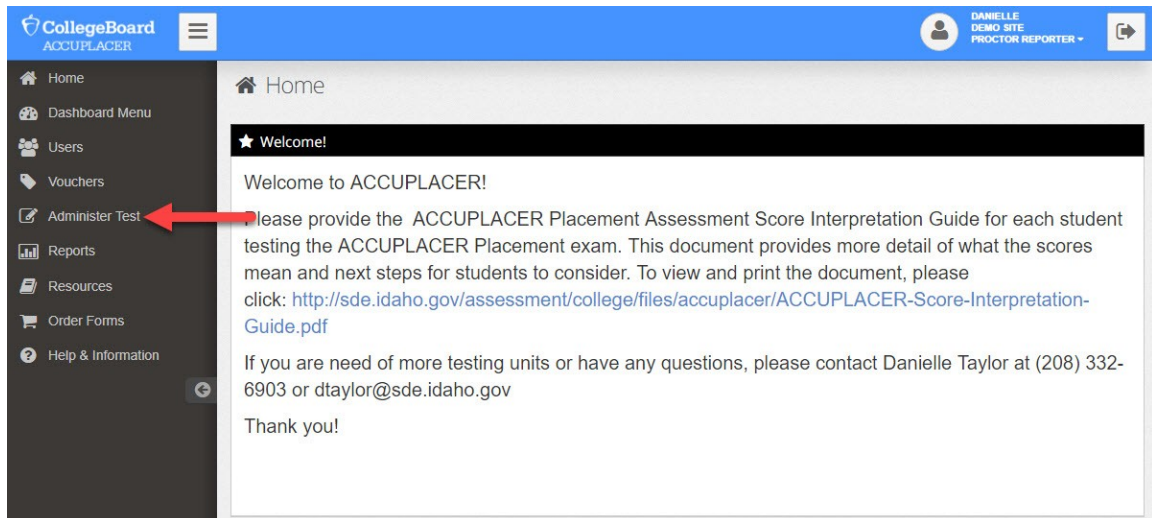 CollegeBoard
ACCUPLACER
DANIELLE
DEMO SITE
PROCTOR REPORTER
Home
Dashboard Menu
Users
Vouchers
Administer Test
Reports
Resources
Order Forms
Help & Information
Home
Welcome!
Welcome to ACCUPLACER!
Please provide the ACCUPLACER Placement Assessment Score Interpretation Guide for each student
testing the ACCUPLACER Placement exam. This document provides more detail of what the scores
mean and next steps for students to consider. To view and print the document, please
click: http://sde.idaho.gov/assessment/college/files/accuplacer/ACCUPLACER-Score-Interpretation-
Guide.pdf
If you are need of more testing units or have any questions, please contact Danielle Taylor at (208) 332-
6903 or dtaylor@sde.idaho.gov
Thank you!